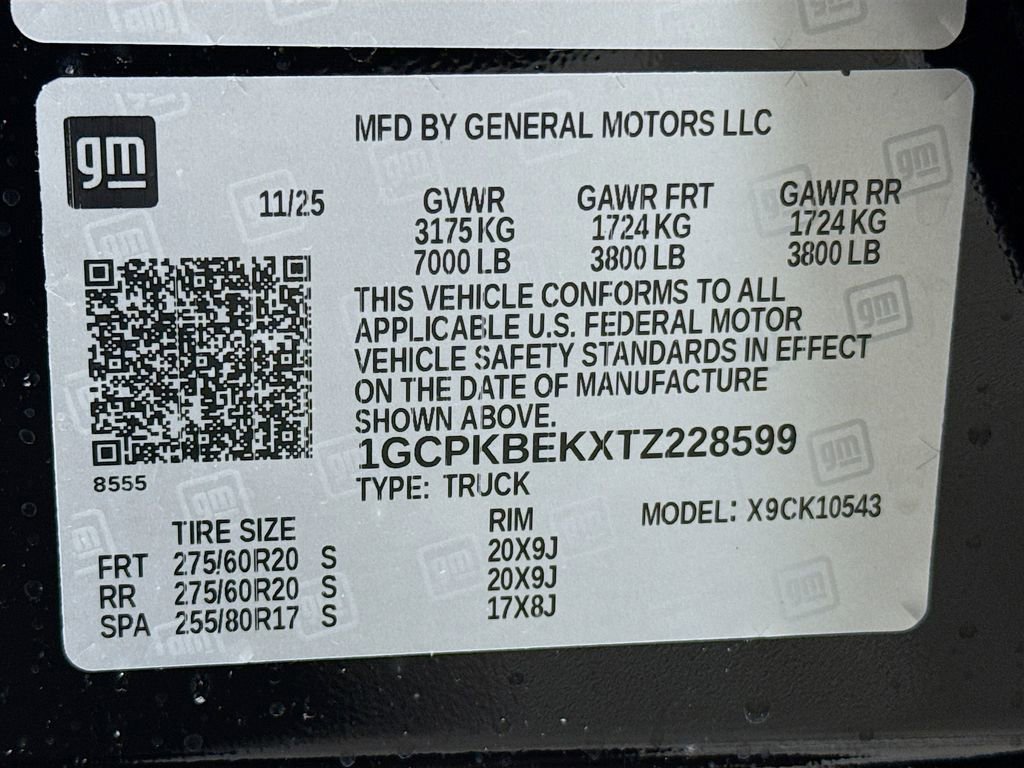 gm
MFD BY GENERAL MOTORS LLC
11/25 GVWR GAWR FRT GAWR RR
3175 KG 1724 KG 1724 KG
7000 LB 3800 LB 3800 LB
THIS VEHICLE CONFORMS TO ALL
APPLICABLE U.S. FEDERAL MOTOR
VEHICLE SAFETY STANDARDS IN EFFECT
ON THE DATE OF MANUFACTURE
SHOWN ABOVE.
1GCPKBEKXTZ228599
8555
TYPE: TRUCK
MODEL: X9CK10543
TIRE SIZE RIM
FRT 275/60R20 S 20X9J
RR 275/60R20 S 20X9J
SPA 255/80R17 S 17X8J